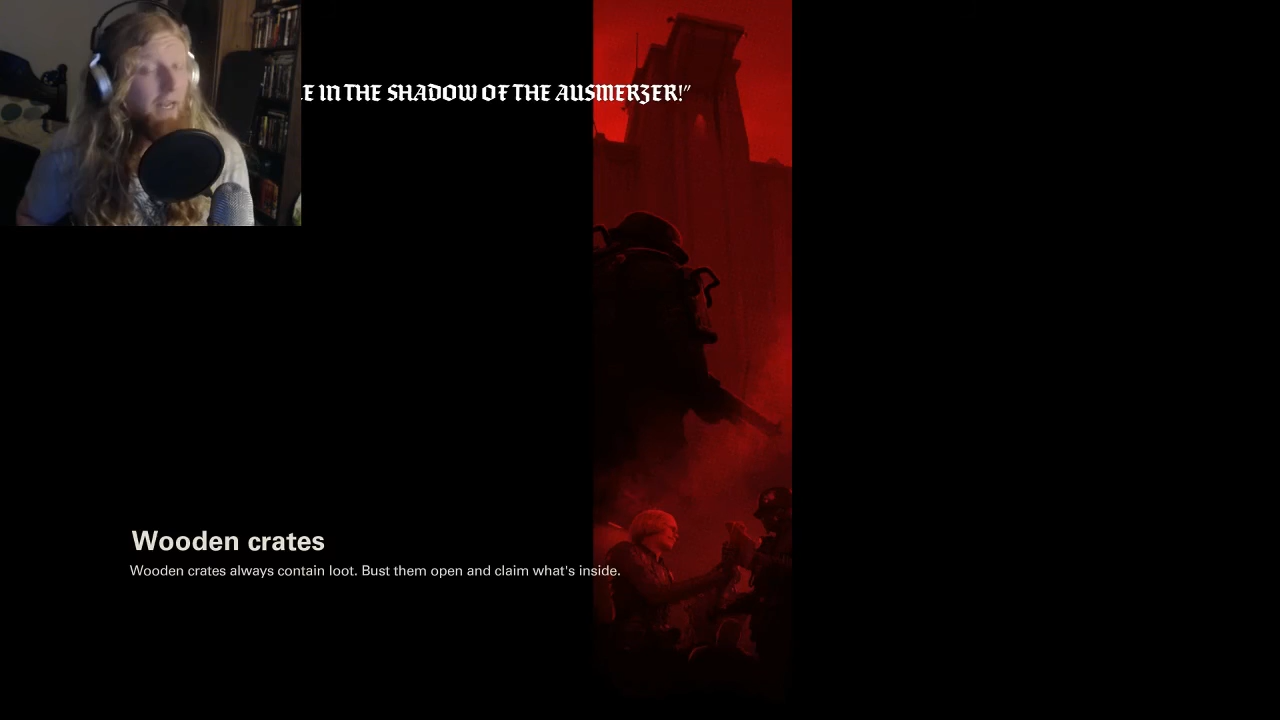 IN THE SHADOW OF THE AUSMERZER!”
Wooden crates
Wooden crates always contain loot. Bust them open and claim what's inside.